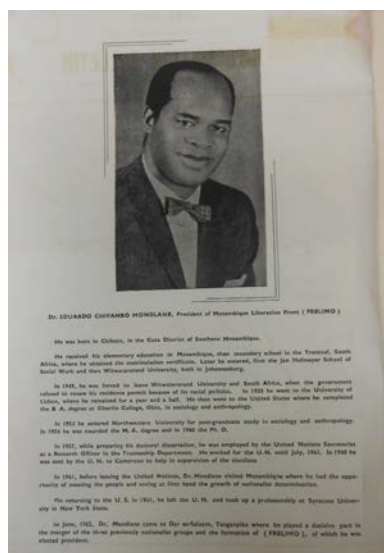 Dr. EDUARDO CHIVAMBO MONDLANE, President of Mozambique Liberation Front ( FRELIMO )
He was born in Chibuto, in the Gaza District of Southern Mozambique.
He received his elementary education in Mozambique, then secondary school in the Transvaal, South
Africa, where he attained the matriculation certificate. Later he entered, first the Jan Hofmeyer School of
Social Work and then Witwatersrand University, both in Johannesburg.
In 1949, he was forced to leave Witwatersrand University and South Africa, when the government
refused to renew his residence permit because of its racial policies. In 1950 he went to the University of
Lisbon, where he remained for a year and a half. He then went to the United States where he completed
the B A. degree at Oberlin College, Ohio, in sociology and anthropology.
In 1953 he entered Northwestern University for postgraduate study in sociology and anthropology.
In 1956 he was awarded the M. A. degree and in 1960 the Ph. D.
In 1957, while preparing his doctoral dissertation, he was employed by the United Nations Secretariat
as a Research Officer in the Trusteeship Department. He worked for the U.N. until July, 1961. In 1960 he
was sent by the U. N. to Cameroon to help in supervision of the elections
In 1961, before leaving the United Nations, Dr. Mondlane visited Mozambique where he had the oppor-
tunity of meeting the people and seeing at first hand the growth of nationalist determination.
On returning to the U. S. in 1961, he left the U. N. and took up a professorship at Syracuse Univer-
sity in New York State.
In June, 1962, Dr. Mondlane came to Dar es-Salaam, Tanganyika where he played a decisive part in
the merger of the three previously nationalist groups and the formation of ( FRELIMO ), of which he was
elected president.